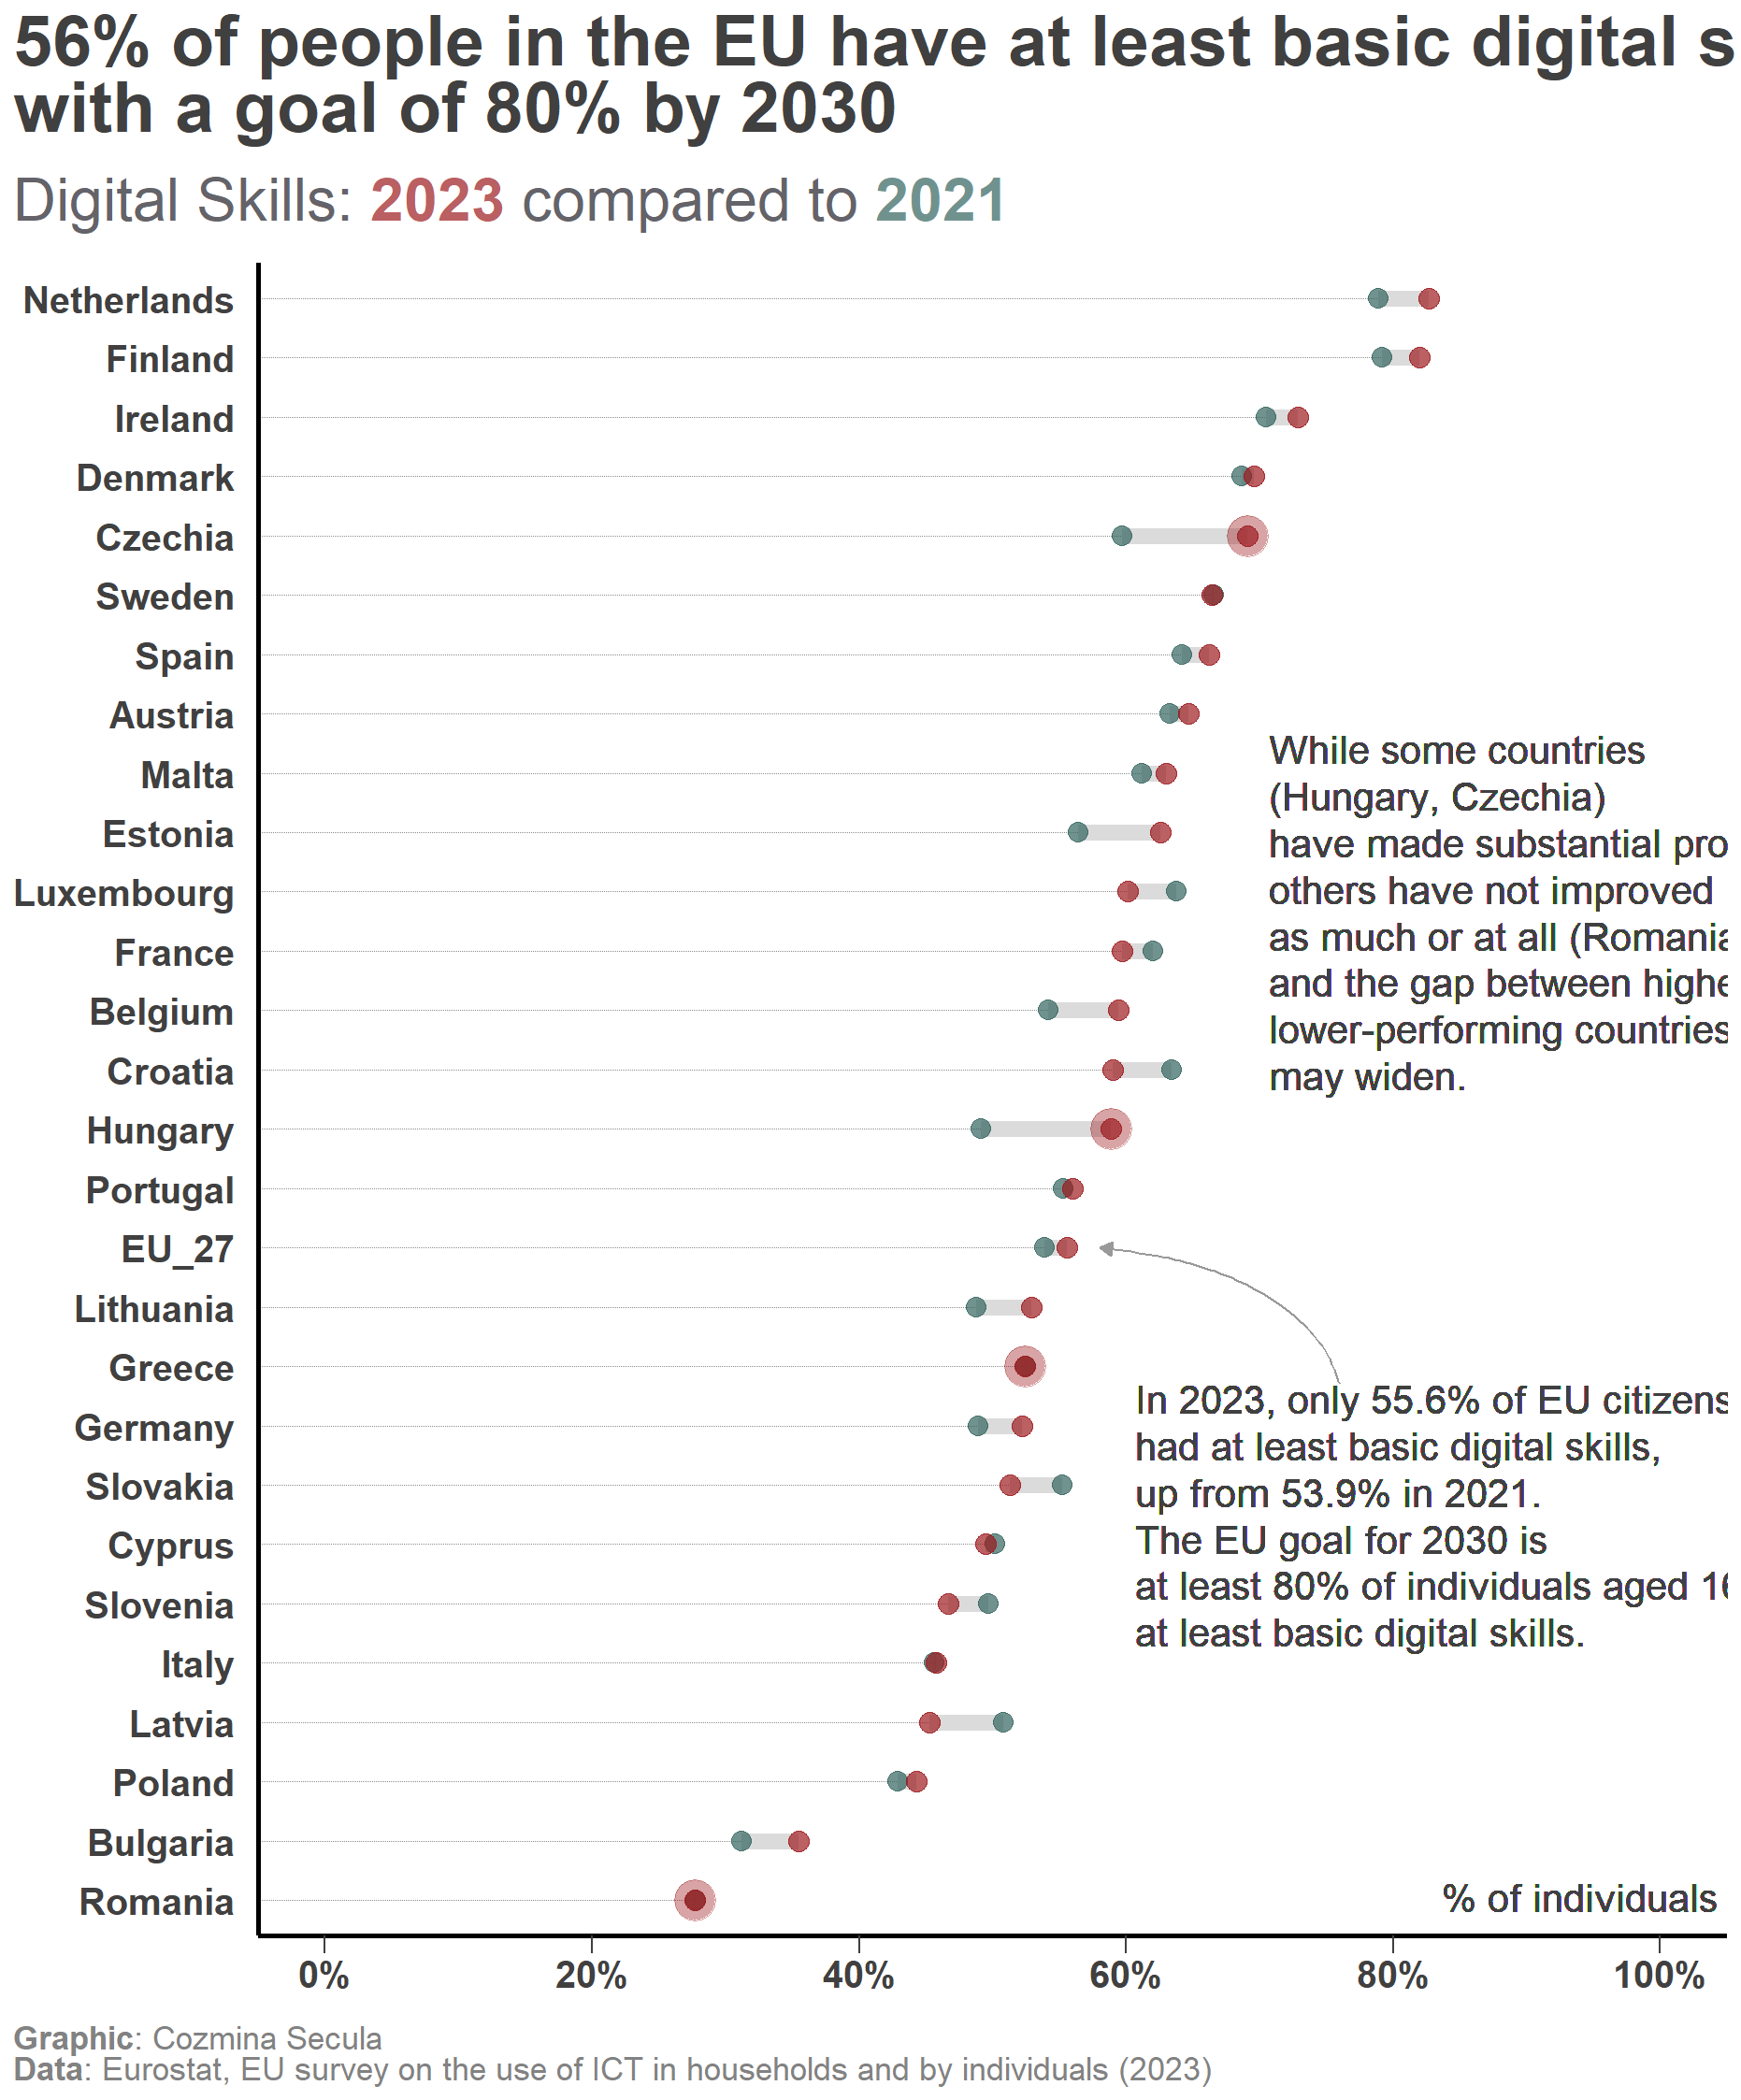 56% of people in the EU have at least basic digital s
with a goal of 80% by 2030
Digital Skills: 2023 compared to 2021
Netherlands
Finland
Ireland
Denmark
Czechia
Sweden
Spain
Austria
Malta
Estonia
Luxembourg
France
Belgium
Croatia
Hungary
Portugal
EU_27
Lithuania
Greece
Germany
Slovakia
Cyprus
Slovenia
Italy
Latvia
Poland
Bulgaria
Romania
While some countries
(Hungary, Czechia)
have made substantial pro
others have not improved
as much or at all (Romania
and the gap between highe
lower-performing countries
may widen.
In 2023, only 55.6% of EU citizens
had at least basic digital skills,
up from 53.9% in 2021.
The EU goal for 2030 is
at least 80% of individuals aged 16
at least basic digital skills.
% of individuals
0% 20% 40% 60% 80% 100%
Graphic: Cozmina Secula
Data: Eurostat, EU survey on the use of ICT in households and by individuals (2023)